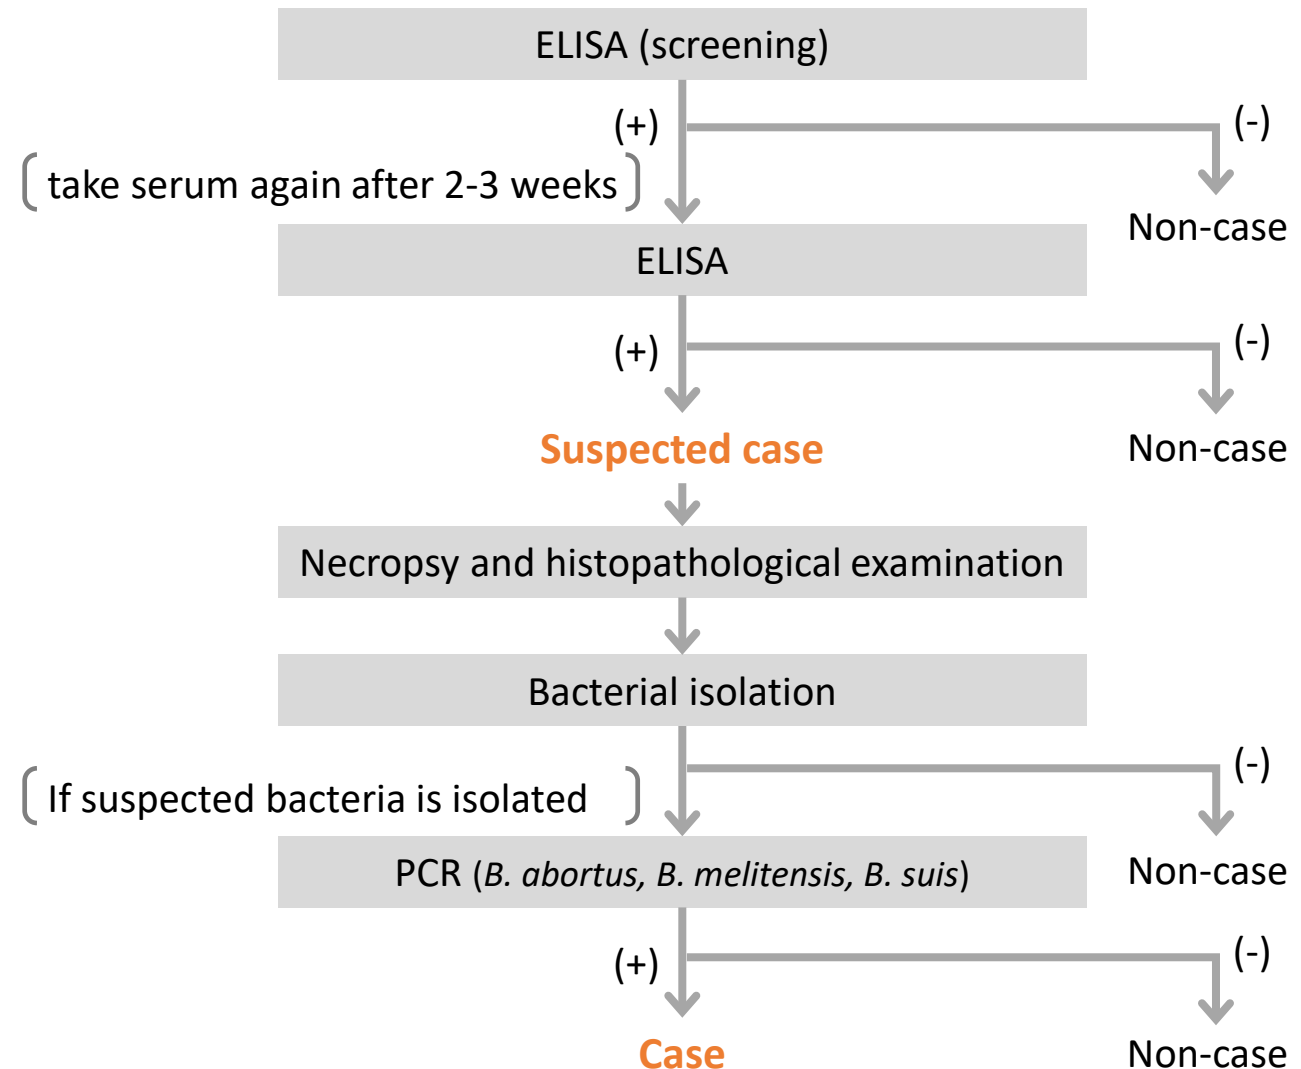 ELISA (screening)
(+)
(-)
take serum again after 2-3 weeks
Non-case
ELISA
(+)
(-)
Suspected case
Non-case
Necropsy and histopathological examination
Bacterial isolation
(-)
If suspected bacteria is isolated
PCR (B. abortus, B. melitensis, B. suis)
Non-case
(+)
(-)
Case
Non-case